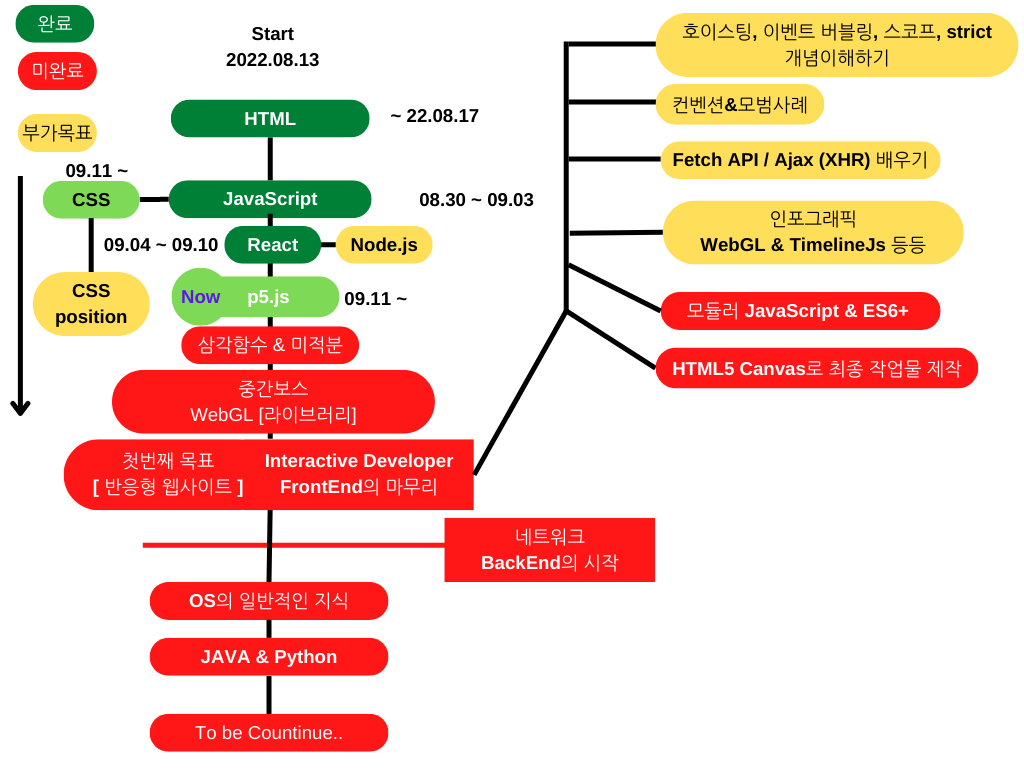 완료
미완료
부가목표
Start
2022.08.13
HTML
~ 22.08.17
09.11 ~
CSS
JavaScript
08.30 ~ 09.03
09.04 ~ 09.10
React
Node.js
CSS
position
Now
p5.js
09.11 ~
삼각함수 & 미적분
중간보스
WebGL [라이브러리]
첫번째 목표
[ 반응형 웹사이트 ]
Interactive Developer
FrontEnd의 마무리
네트워크
BackEnd의 시작
OS의 일반적인 지식
JAVA & Python
To be Countinue..
호이스팅, 이벤트 버블링, 스코프, strict
개념이해하기
컨벤션&모범사례
Fetch API / Ajax (XHR) 배우기
인포그래픽
WebGL & TimelineJs 등등
모듈러 JavaScript & ES6+
HTML5 Canvas로 최종 작업물 제작